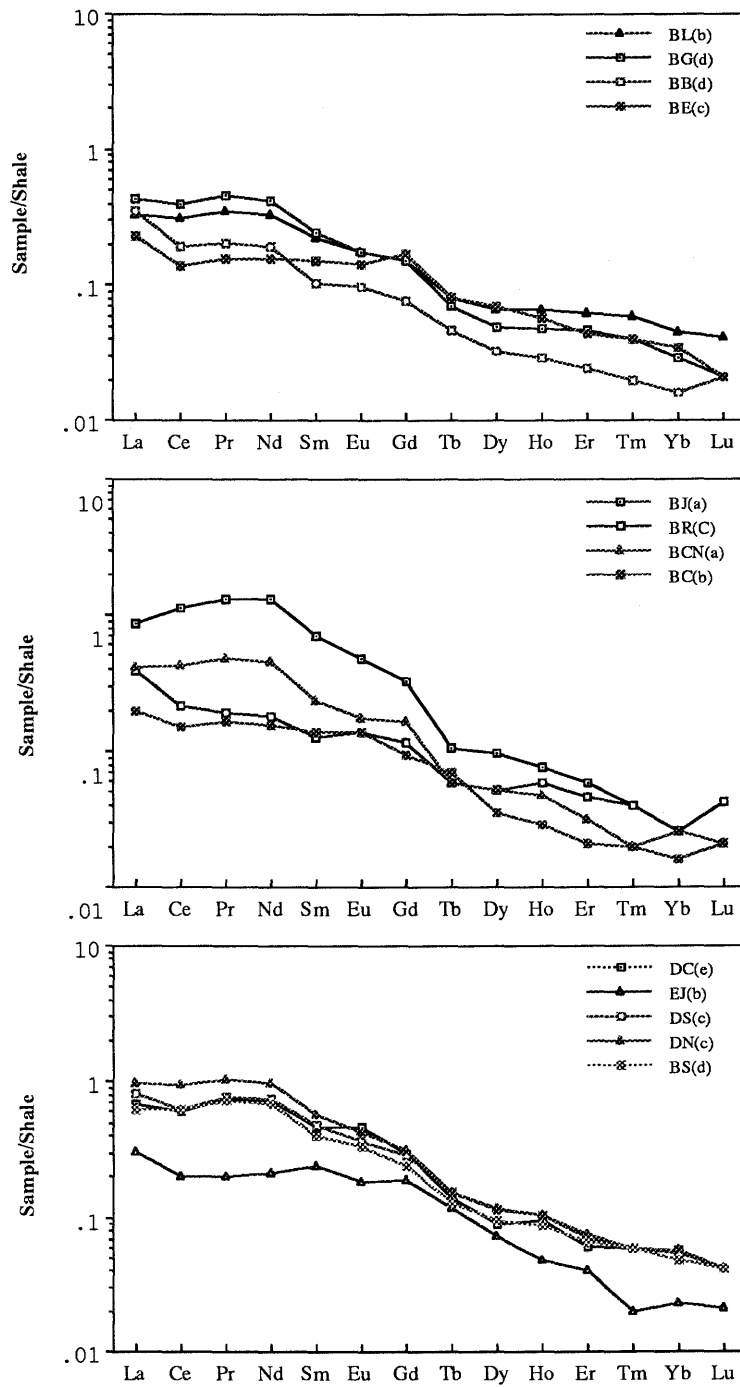 10
1
.1
.01
Sample/Shale
BL(b)
BG(d)
BB(d)
BE(c)
La Ce Pr Nd Sm Eu Gd Tb Dy Ho Er Tm Yb Lu
10
1
.1
.01
Sample/Shale
BJ(a)
BR(C)
BCN(a)
BC(b)
La Ce Pr Nd Sm Eu Gd Tb Dy Ho Er Tm Yb Lu
10
1
.1
.01
Sample/Shale
DC(e)
EJ(b)
DS(c)
DN(c)
BS(d)
La Ce Pr Nd Sm Eu Gd Tb Dy Ho Er Tm Yb Lu